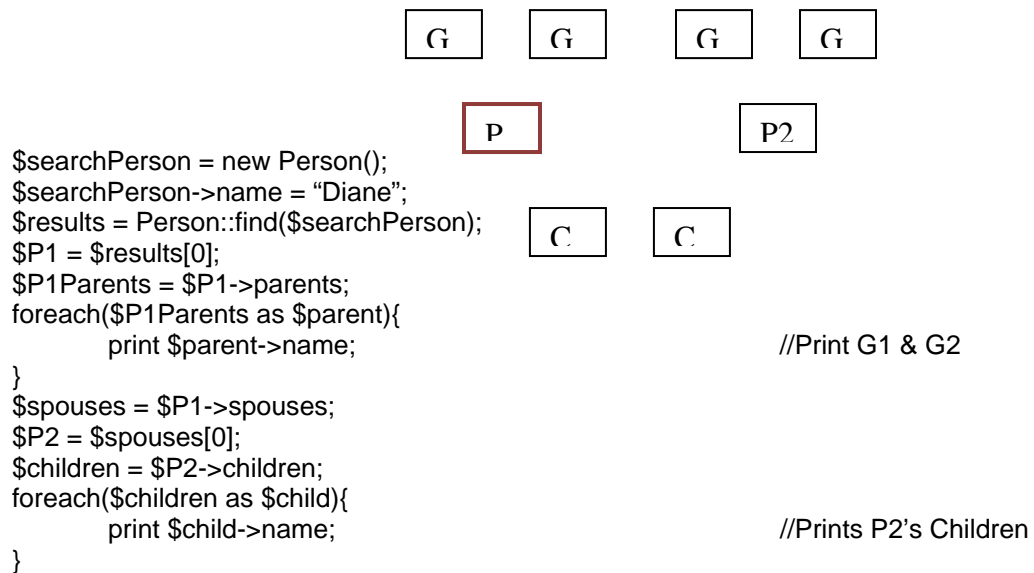 G G G G
P P2
$searchPerson = new Person();
$searchPerson->name = “Diane”;
$results = Person::find($searchPerson);
C C
$P1 = $results[0];
$P1Parents = $P1->parents;
foreach($P1Parents as $parent){
print $parent->name; //Print G1 & G2
}
$spouses = $P1->spouses;
$P2 = $spouses[0];
$children = $P2->children;
foreach($children as $child){
print $child->name; //Prints P2’s Children
}